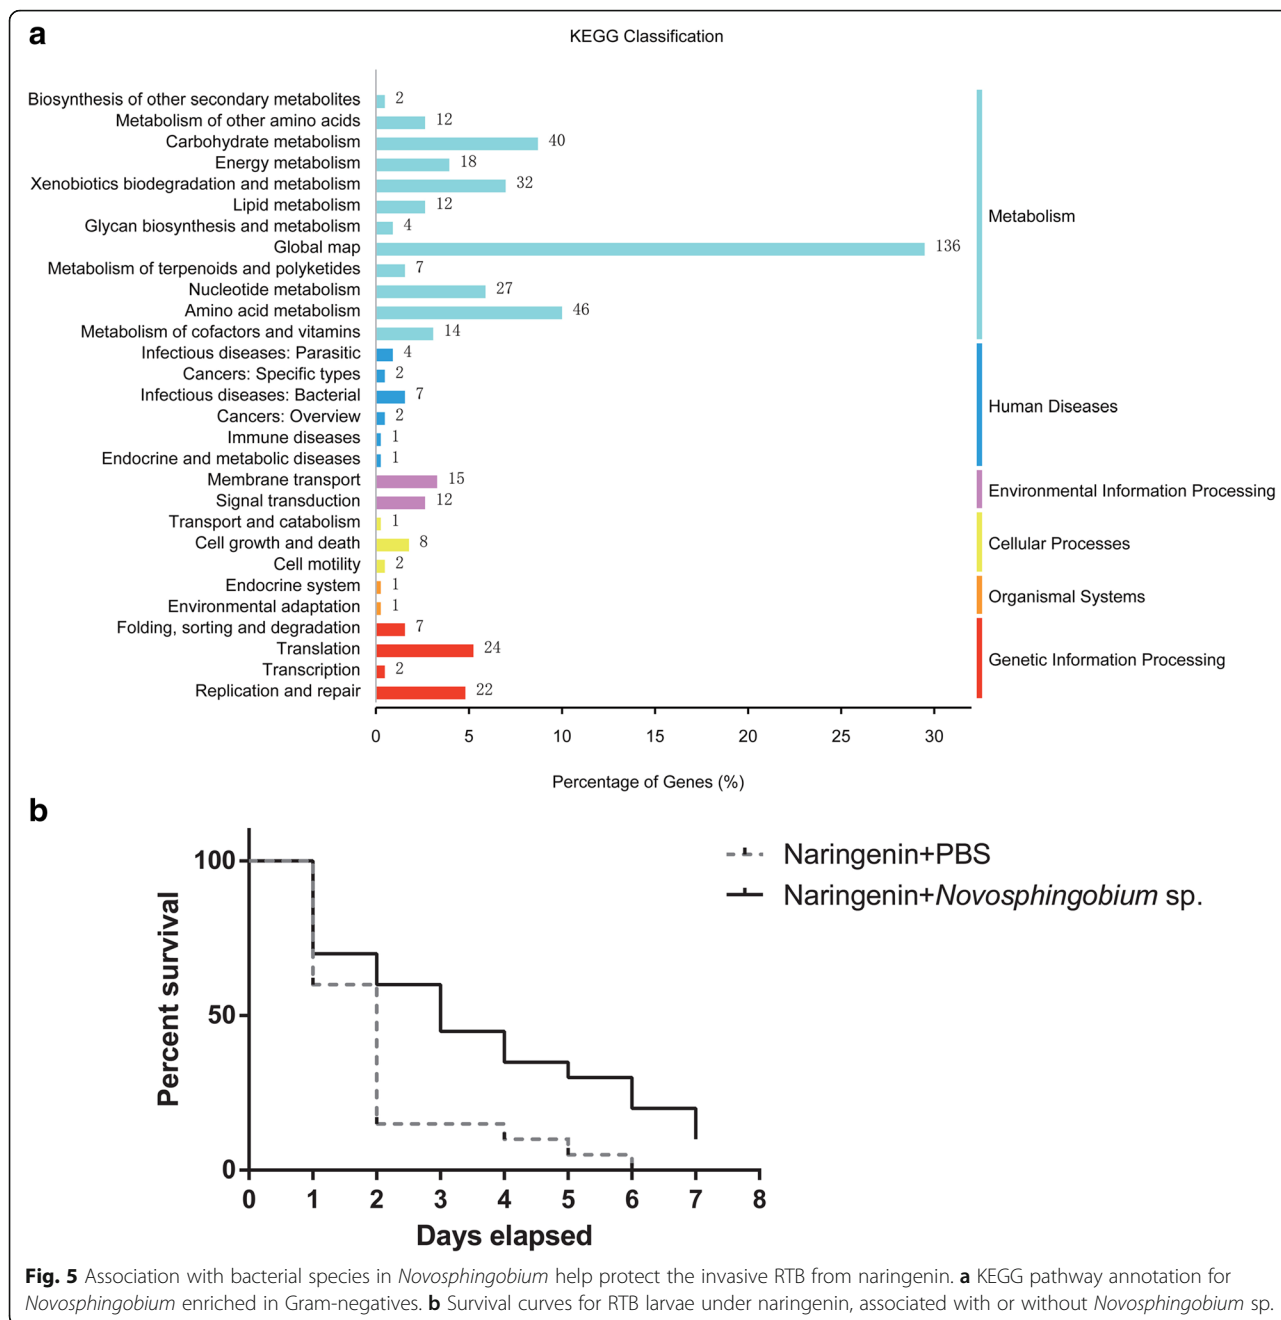 a
KEGG Classification
Biosynthesis of other secondary metabolites 2
Metabolism of other amino acids 12
Carbohydrate metabolism 40
Energy metabolism 18
Xenobiotics biodegradation and metabolism 32
Lipid metabolism 12
Glycan biosynthesis and metabolism 4
Global map 136
Metabolism of terpenoids and polyketides 7
Nucleotide metabolism 27
Amino acid metabolism 46
Metabolism of cofactors and vitamins 14
Metabolism
Infectious diseases: Parasitic 4
Cancers: Specific types 2
Infectious diseases: Bacterial 7
Cancers: Overview 2
Immune diseases 1
Endocrine and metabolic diseases 1
Human Diseases
Membrane transport 15
Signal transduction 12
Environmental Information Processing
Transport and catabolism 1
Cell growth and death 8
Cell motility 2
Cellular Processes
Endocrine system 1
Environmental adaptation 1
Organismal Systems
Folding, sorting and degradation 7
Translation 24
Transcription 2
Replication and repair 22
Genetic Information Processing
0 5 10 15 20 25 30
Percentage of Genes (%)
b
Naringenin+PBS
Naringenin+Novosphingobium sp.
Percent survival
100
50
0
0 1 2 3 4 5 6 7 8
Days elapsed
Fig. 5 Association with bacterial species in Novosphingobium help protect the invasive RTB from naringenin. a KEGG pathway annotation for
Novosphingobium enriched in Gram-negatives. b Survival curves for RTB larvae under naringenin, associated with or without Novosphingobium sp.